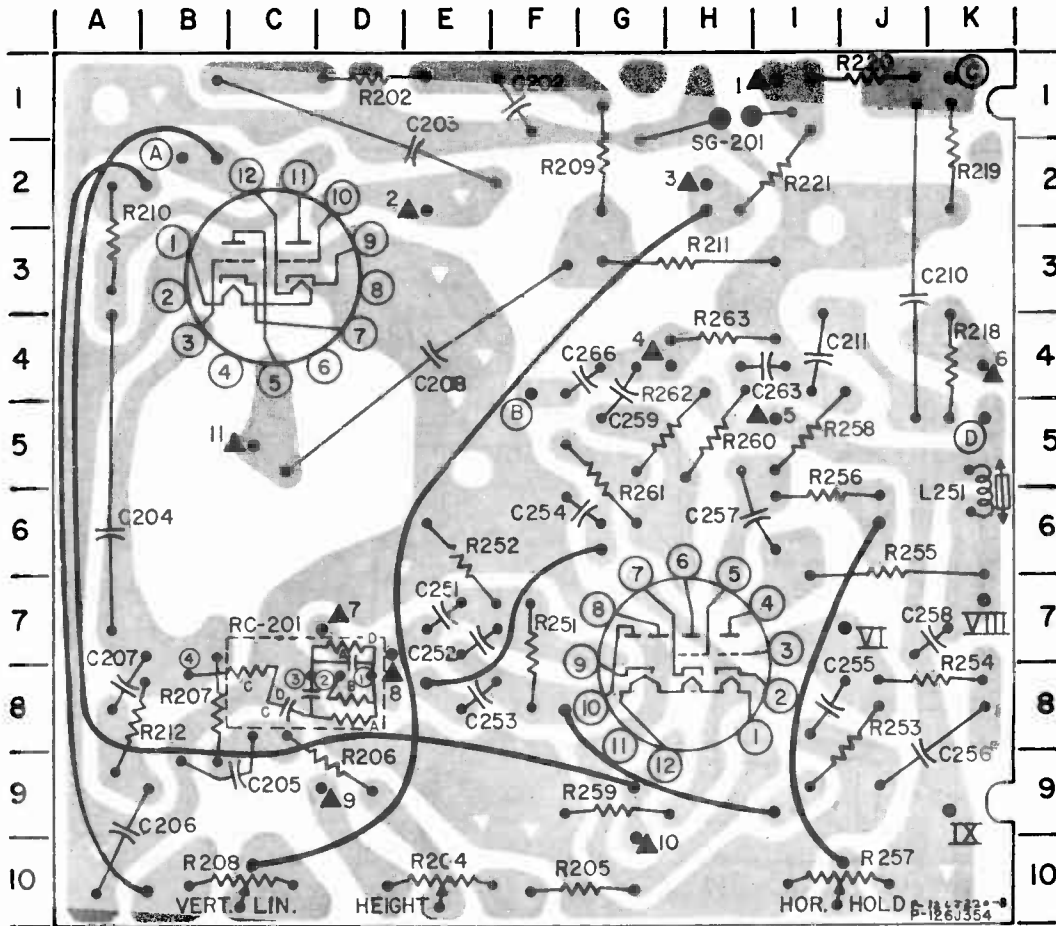 A B C D E F G H I J K
1 R202 C202 1 R220 C 1
C203 SG-201
2 A 12 11 10 2 R209 3 R221 R219 2
R210
1 9 R211
3 2 8 C210 3
3 7 R263 C211 R218
4 4 5 6 C208 C266 4 C263 6 4
B C259 R262 5
5 11 R260 R258 D 5
R261 R256 L251
6 C204 C254 C257 6
R252 R255
7 6 5
C251 8 4 C258
7 RC-201 7 C252 R251 VI VIII 7
C207 4 D 9 3 C255 R254
8 R207 C D 3 2 1 8 C253 10 2 8
R212 C A 11 1 R253
C205 R206 12 C256
9 9 R259 IX 9
C206 10
10 R208 R204 R205 R257 10
VERT. LIN. HEIGHT HOR. HOLD
P-126J354